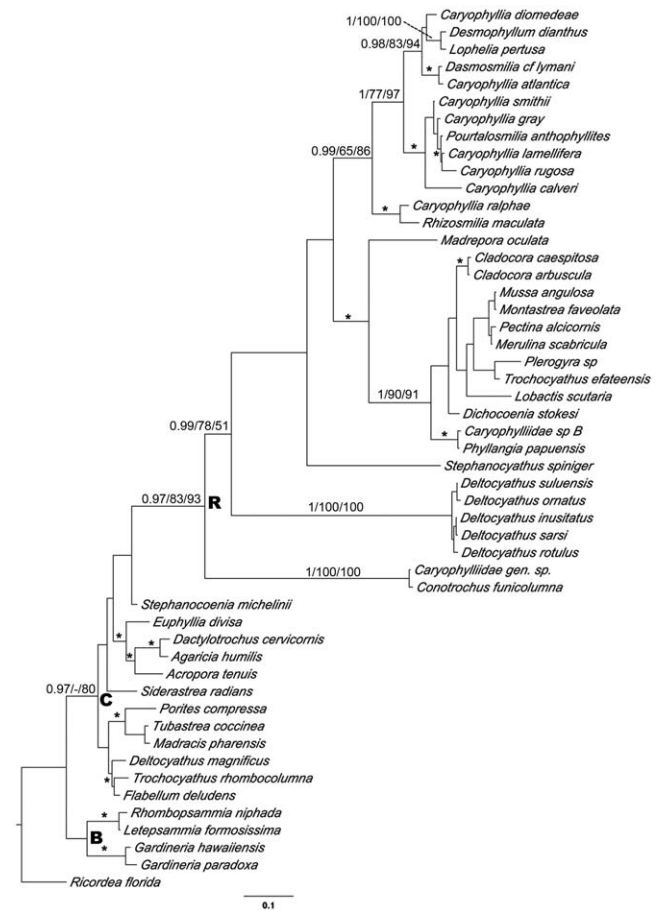 Caryophyllia diomedeae
1/100/100
Desmophyllum dianthus
0.98/83/94
Lophelia pertusa
Dasmosmilia cf lymani
*
Caryophyllia atlantica
1/77/97
Caryophyllia smithii
Caryophyllia gray
Pourtalosmilia anthophyllites
0.99/65/86
*
*
Caryophyllia lamellifera
Caryophyllia rugosa
Caryophyllia calveri
*
Caryophyllia ralphae
Rhizosmilia maculata
Madrepora oculata
*
Cladocora caespitosa
Cladocora arbuscula
Mussa angulosa
Montastrea faveolata
*
Pectina alcicornis
Merulina scabricula
Plerogyra sp
Trochocyathus efateensis
1/90/91
Lobactis scutaria
Dichocoenia stokesi
0.99/78/51
*
Caryophylliidae sp B
Phyllangia papuensis
Stephanocyathus spiniger
0.97/83/93
R
Deltocyathus suluensis
Deltocyathus ornatus
1/100/100
Deltocyathus inusitatus
Deltocyathus sarsi
Deltocyathus rotulus
1/100/100
Caryophylliidae gen. sp.
Conotrochus funicolumna
Stephanocoenia michelinii
Euphyllia divisa
*
*
Dactylotrochus cervicornis
*
Agaricia humilis
Acropora tenuis
0.97/-/80
C
Siderastrea radians
*
Porites compressa
Tubastrea coccinea
Madracis pharensis
Deltocyathus magnificus
*
Trochocyathus rhombocolumna
Flabellum deludens
*
Rhombopsammia niphada
B
Letepsammia formosissima
*
Gardineria hawaiiensis
Gardineria paradoxa
Ricordea florida
0.1